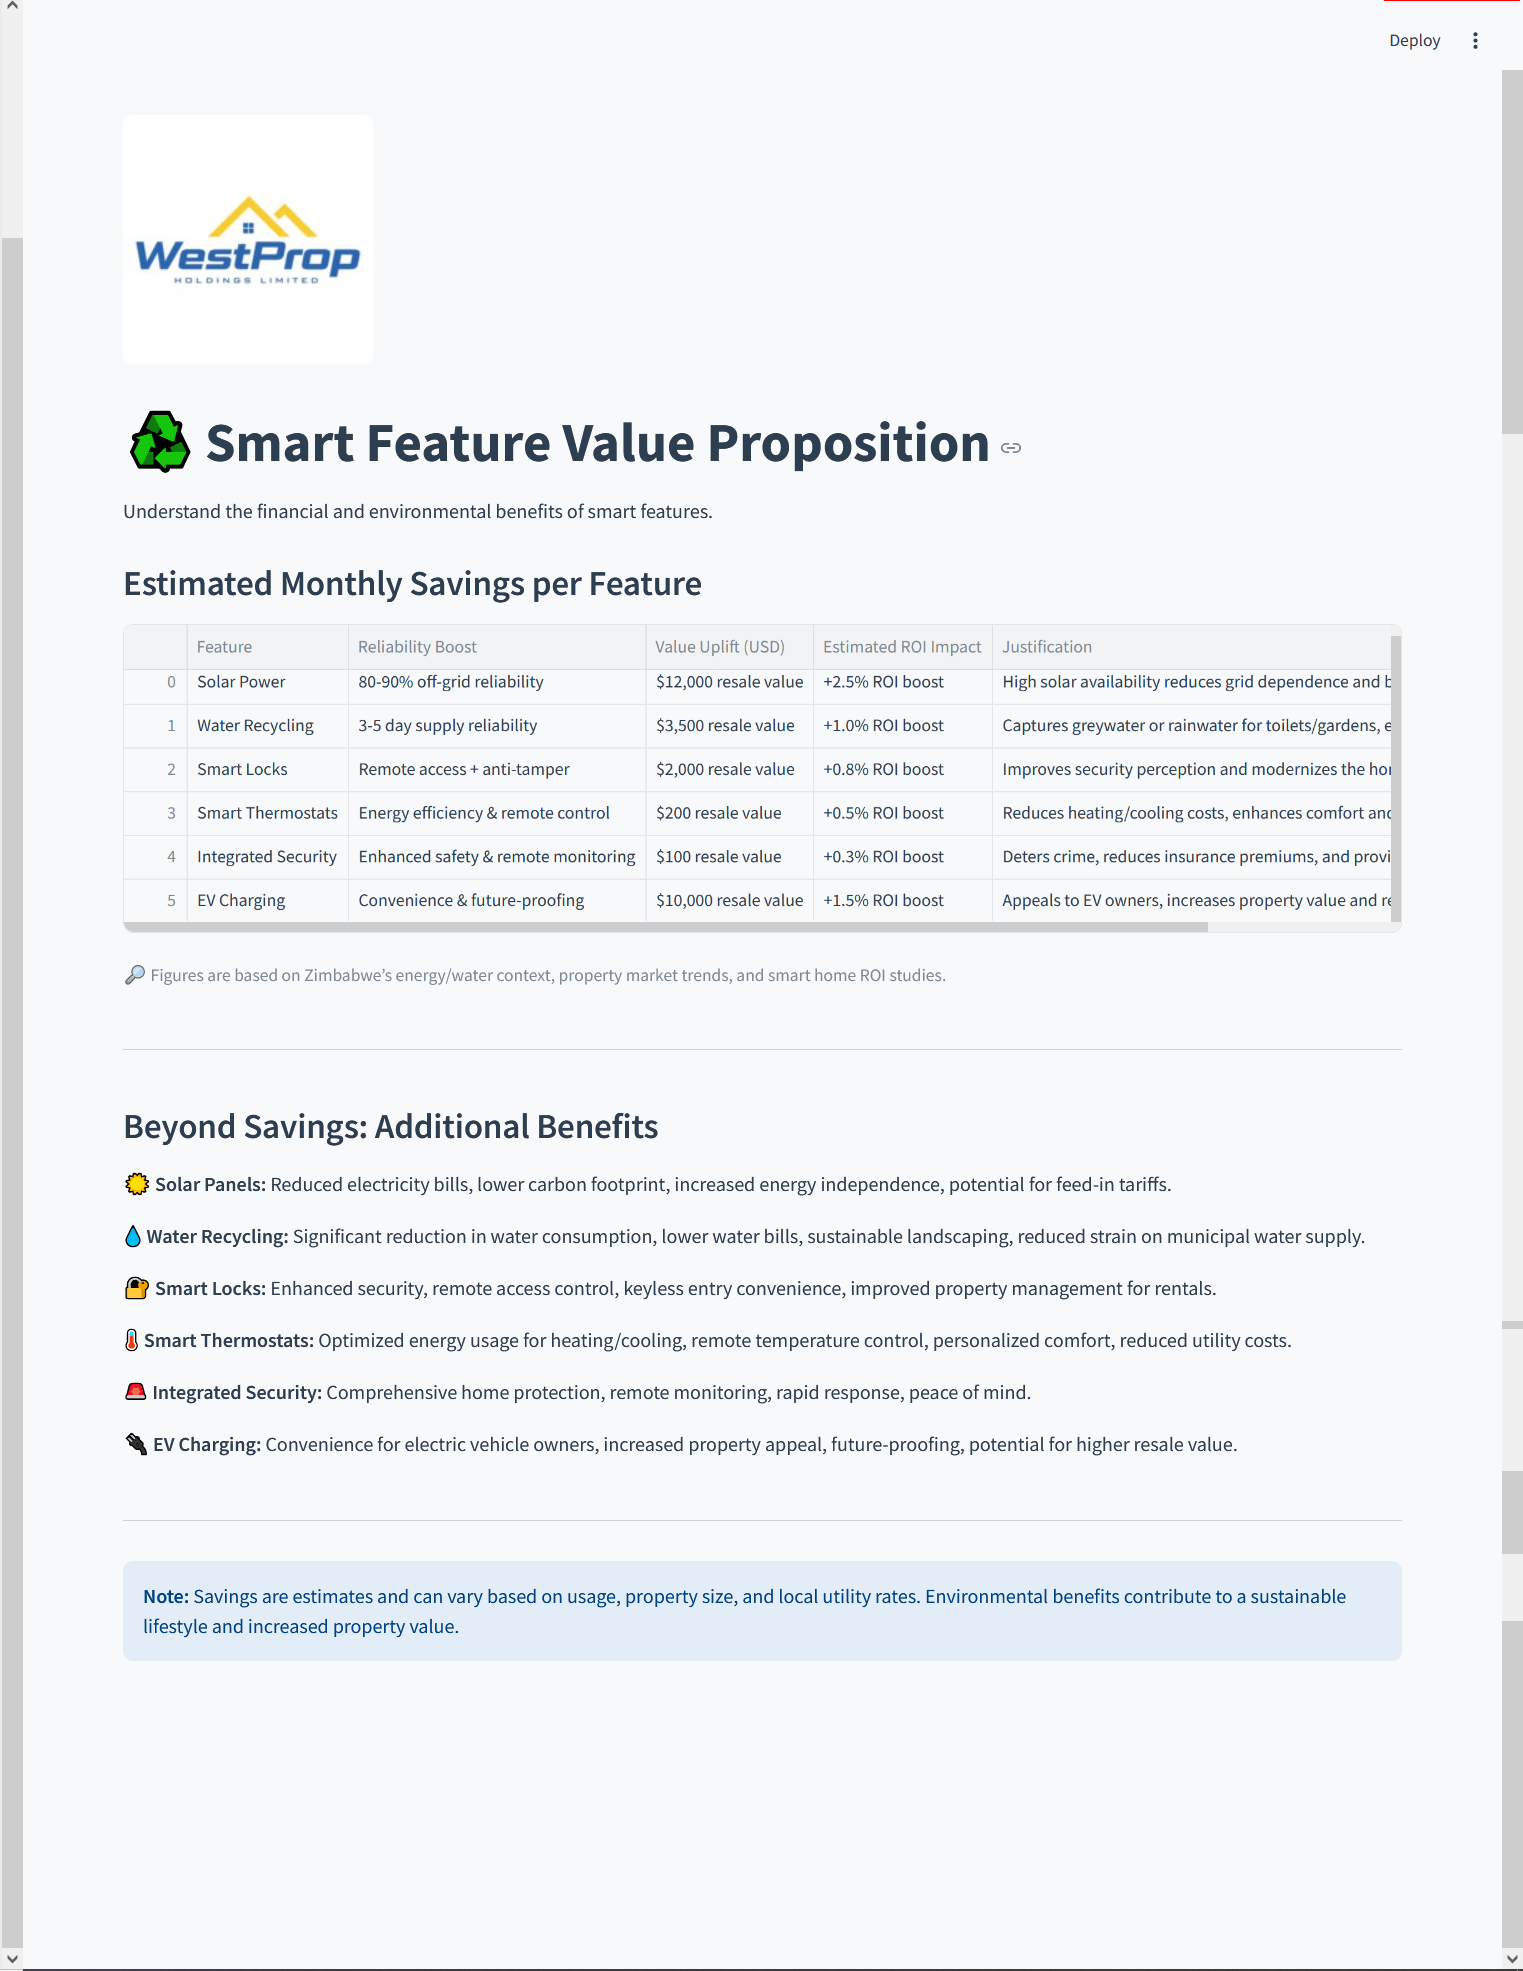 Deploy
WestProp
HOLDINGS LIMITED
Smart Feature Value Proposition
Understand the financial and environmental benefits of smart features.
Estimated Monthly Savings per Feature
Feature Reliability Boost Value Uplift (USD) Estimated ROI Impact Justification
0 Solar Power 80-90% off-grid reliability $12,000 resale value +2.5% ROI boost High solar availability reduces grid dependence and b
1 Water Recycling 3-5 day supply reliability $3,500 resale value +1.0% ROI boost Captures greywater or rainwater for toilets/gardens, e
2 Smart Locks Remote access + anti-tamper $2,000 resale value +0.8% ROI boost Improves security perception and modernizes the ho
3 Smart Thermostats Energy efficiency & remote control $200 resale value +0.5% ROI boost Reduces heating/cooling costs, enhances comfort and
4 Integrated Security Enhanced safety & remote monitoring $100 resale value +0.3% ROI boost Deters crime, reduces insurance premiums, and provi
5 EV Charging Convenience & future-proofing $10,000 resale value +1.5% ROI boost Appeals to EV owners, increases property value and re
Figures are based on Zimbabwe’s energy/water context, property market trends, and smart home ROI studies.
Beyond Savings: Additional Benefits
Solar Panels: Reduced electricity bills, lower carbon footprint, increased energy independence, potential for feed-in tariffs.
Water Recycling: Significant reduction in water consumption, lower water bills, sustainable landscaping, reduced strain on municipal water supply.
Smart Locks: Enhanced security, remote access control, keyless entry convenience, improved property management for rentals.
Smart Thermostats: Optimized energy usage for heating/cooling, remote temperature control, personalized comfort, reduced utility costs.
Integrated Security: Comprehensive home protection, remote monitoring, rapid response, peace of mind.
EV Charging: Convenience for electric vehicle owners, increased property appeal, future-proofing, potential for higher resale value.
Note: Savings are estimates and can vary based on usage, property size, and local utility rates. Environmental benefits contribute to a sustainable
lifestyle and increased property value.